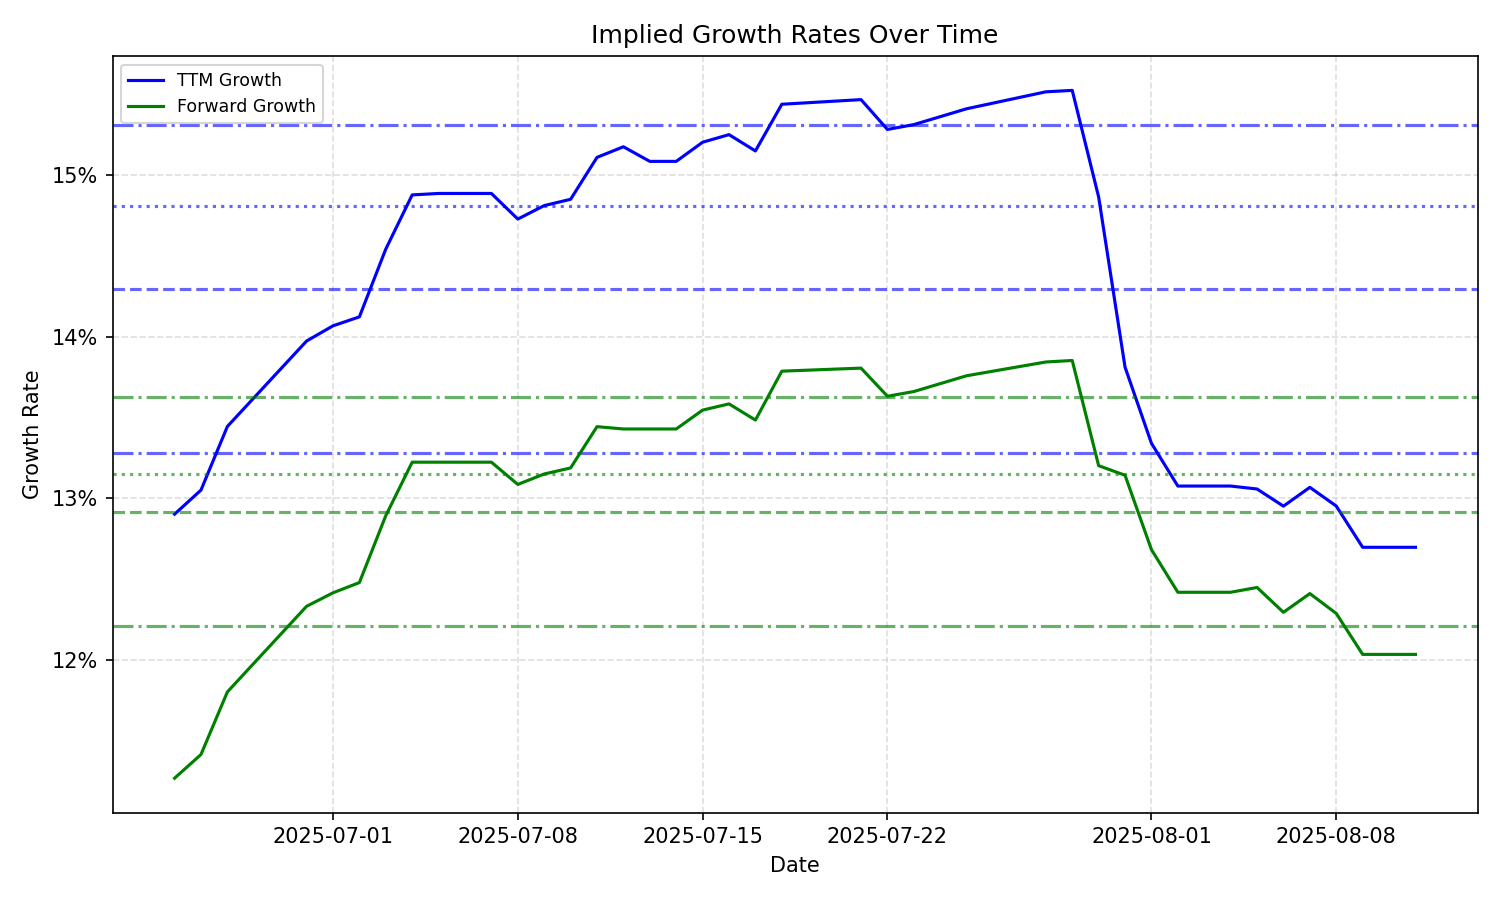 Implied Growth Rates Over Time
TTM Growth
Forward Growth
15%
14%
13%
12%
Growth Rate
2025-07-01
2025-07-08
2025-07-15
2025-07-22
2025-08-01
2025-08-08
Date